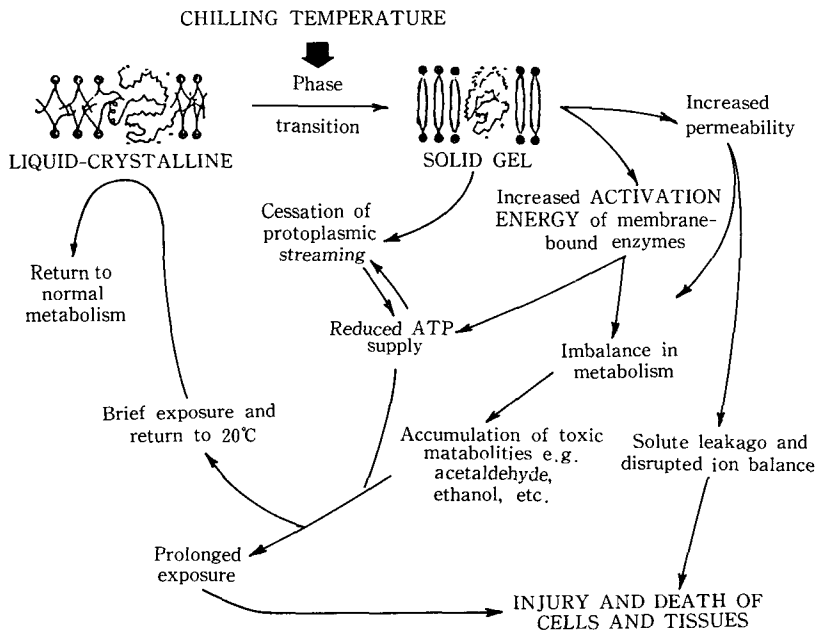 CHILLING TEMPERATURE
Phase
transition
LIQUID-CRYSTALLINE
SOLID GEL
Increased
permeability
Increased ACTIVATION
ENERGY of membrane-
bound enzymes
Cessation of
protoplasmic
streaming
Return to
normal
metabolism
Reduced ATP
supply
Imbalance in
metabolism
Brief exposure and
return to 20℃
Accumulation of toxic
matabolities e.g.
acetaldehyde,
ethanol, etc.
Solute leakago and
disrupted ion balance
Prolonged
exposure
INJURY AND DEATH OF
CELLS AND TISSUES